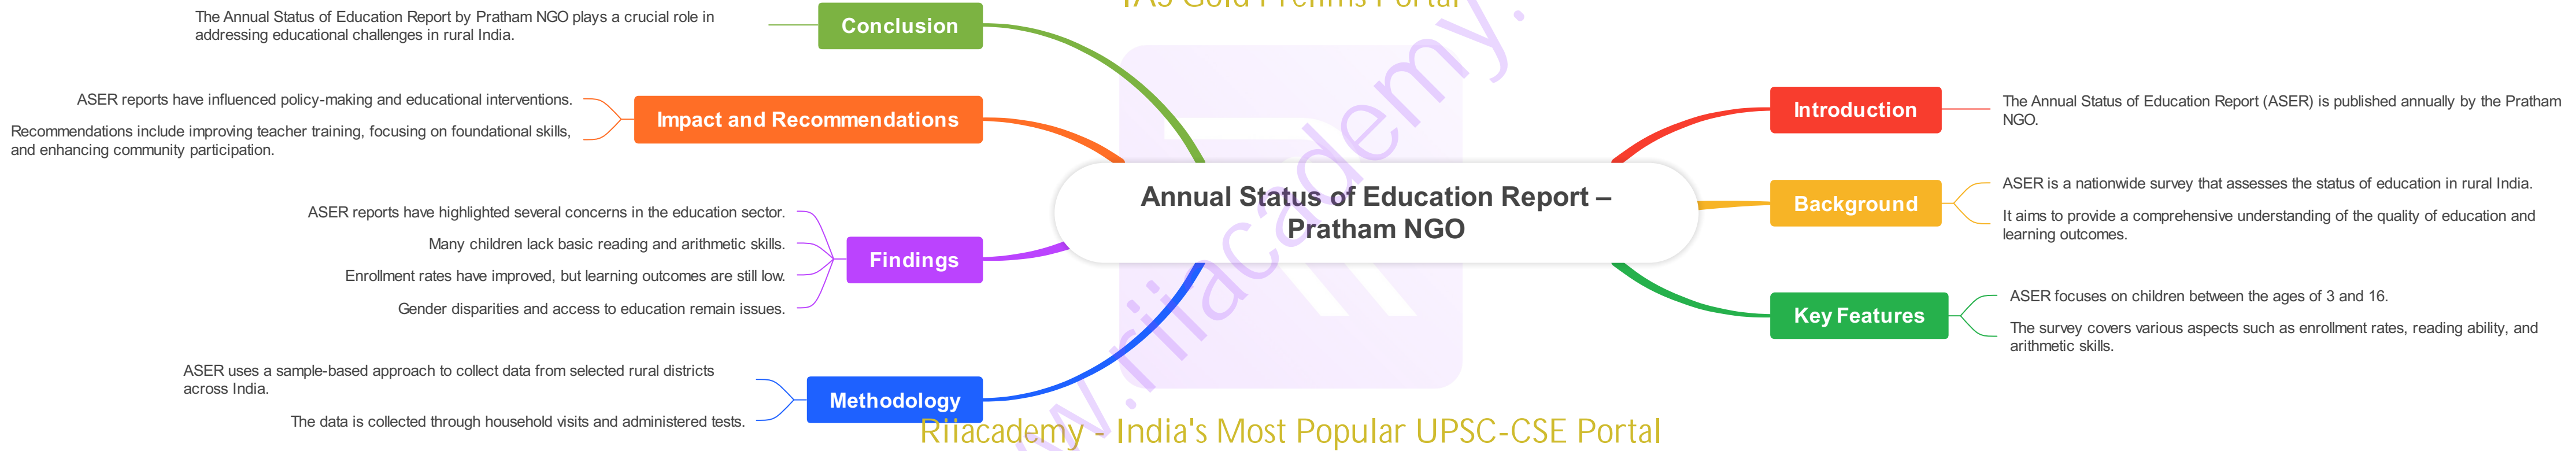 IAS Gold Prelims Portal
Annual Status of Education Report –
Pratham NGO
Introduction
The Annual Status of Education Report (ASER) is published annually by the Pratham
NGO.
Background
ASER is a nationwide survey that assesses the status of education in rural India.
It aims to provide a comprehensive understanding of the quality of education and
learning outcomes.
Key Features
ASER focuses on children between the ages of 3 and 16.
The survey covers various aspects such as enrollment rates, reading ability, and
arithmetic skills.
Methodology
ASER uses a sample-based approach to collect data from selected rural districts
across India.
The data is collected through household visits and administered tests.
Findings
ASER reports have highlighted several concerns in the education sector.
Many children lack basic reading and arithmetic skills.
Enrollment rates have improved, but learning outcomes are still low.
Gender disparities and access to education remain issues.
Impact and Recommendations
ASER reports have influenced policy-making and educational interventions.
Recommendations include improving teacher training, focusing on foundational skills,
and enhancing community participation.
Conclusion
The Annual Status of Education Report by Pratham NGO plays a crucial role in
addressing educational challenges in rural India.
Riiacademy - India's Most Popular UPSC-CSE Portal
w.riiacademy.